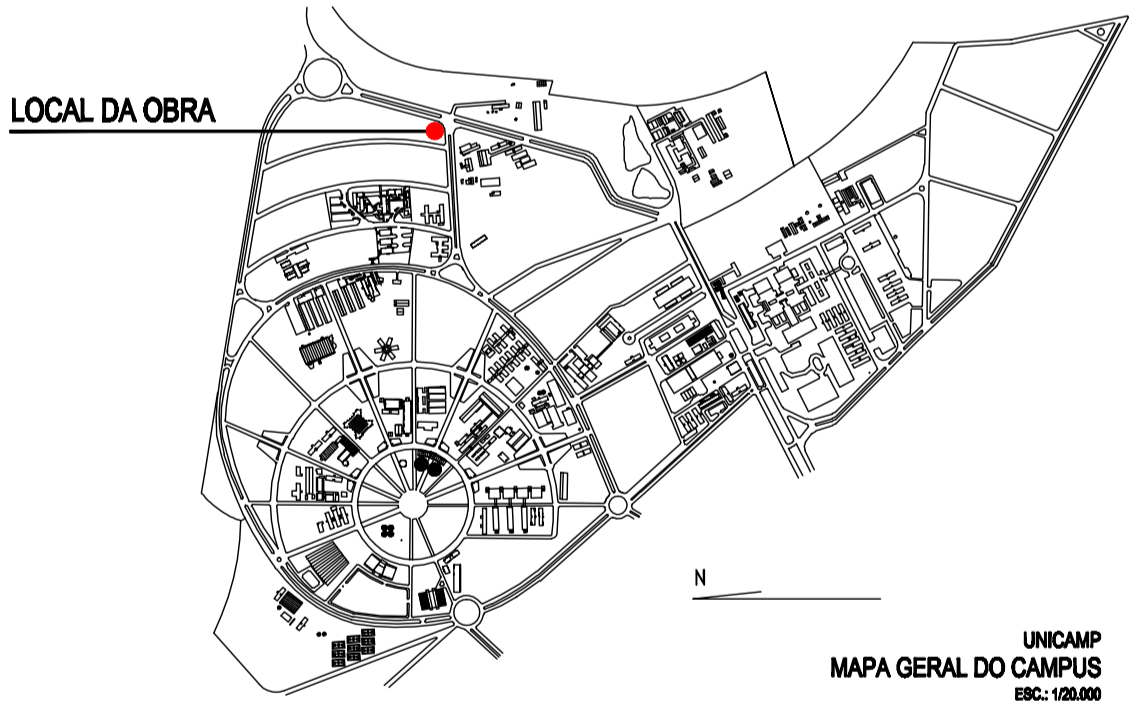 LOCAL DA OBRA
N
UNICAMP
MAPA GERAL DO CAMPUS
ESC.: 1/20.000